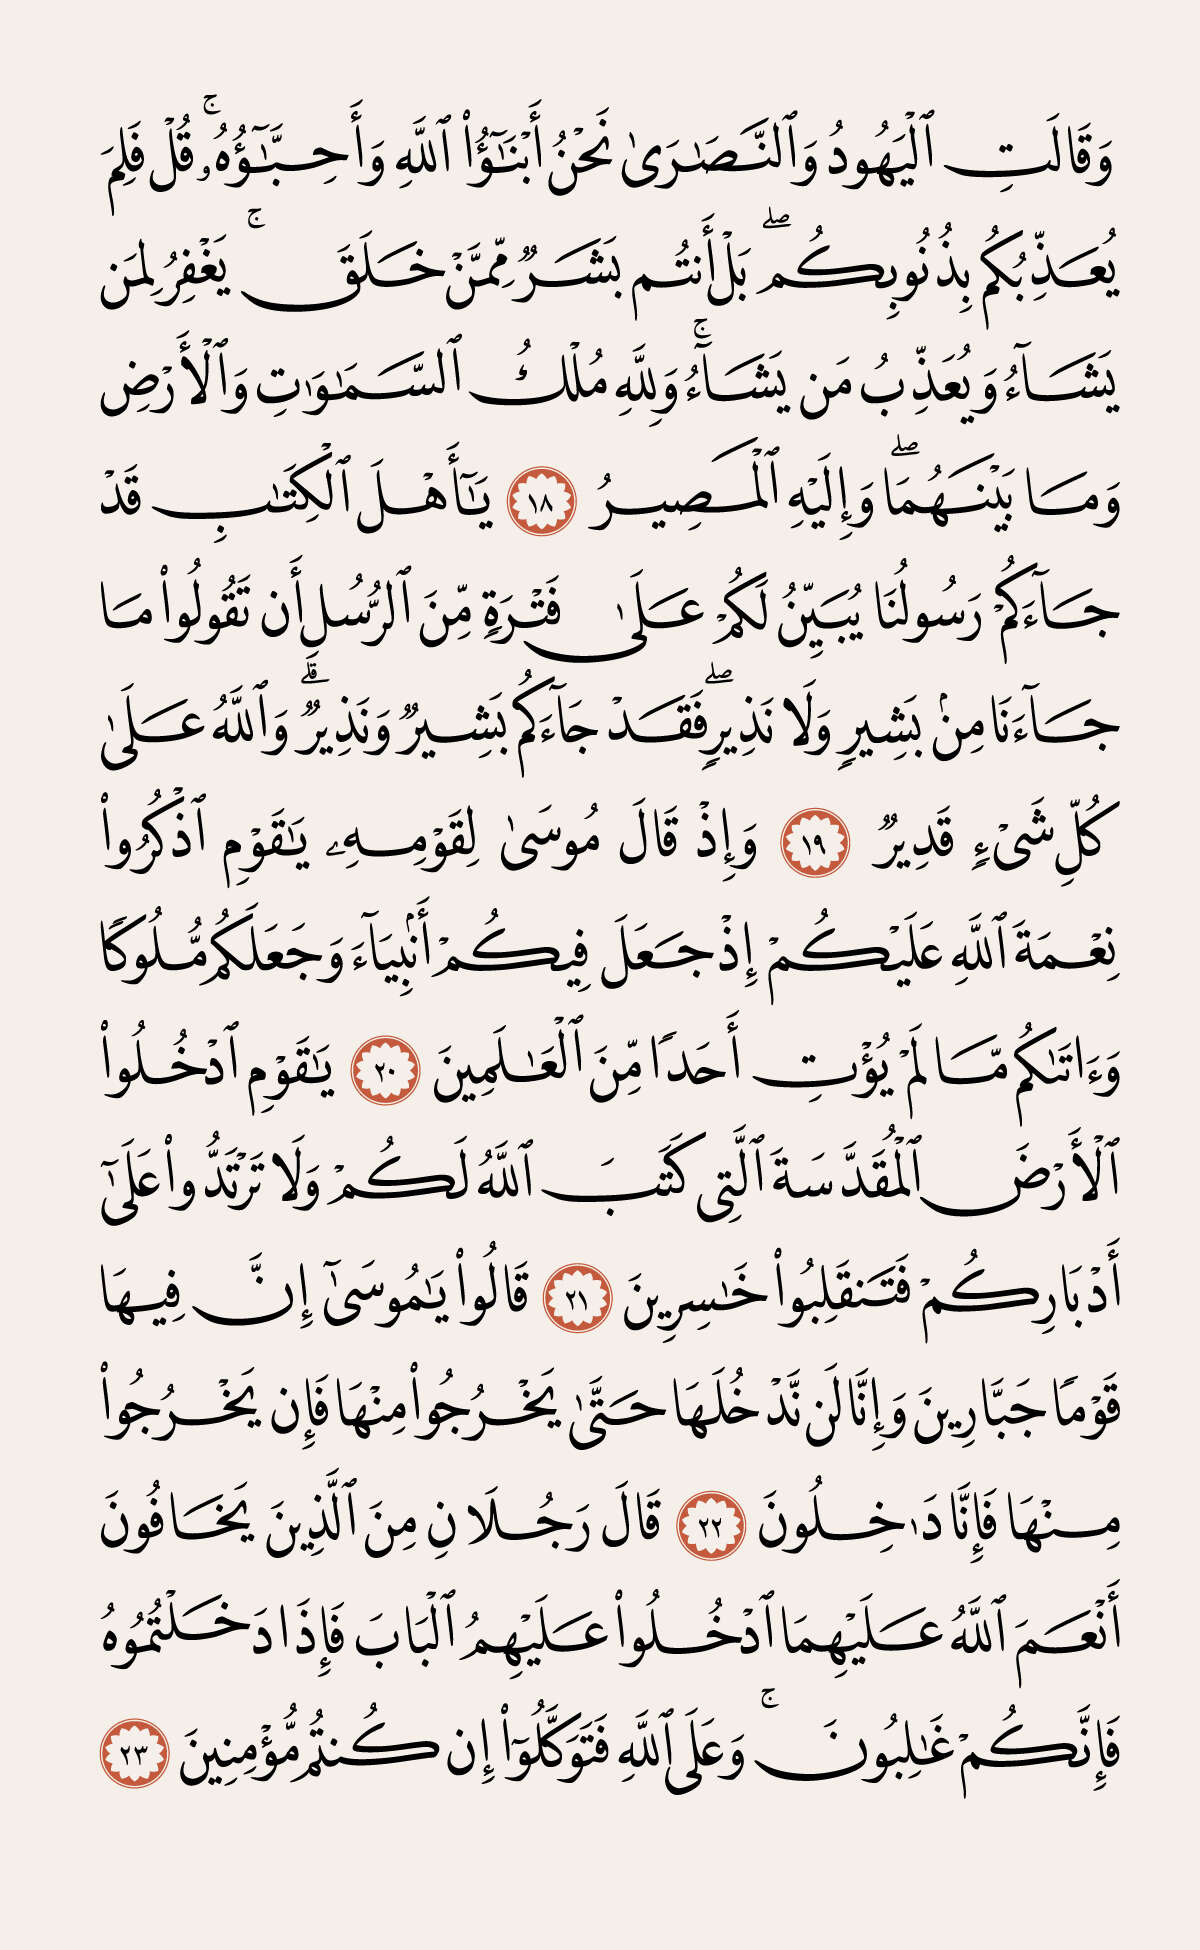 وَقَالَتِ ٱلْيَهُودُ وَٱلنَّصَٰرَىٰ نَحْنُ أَبْنَٰٓؤُا۟ ٱللَّهِ وَأَحِبَّٰٓؤُهُۥ ۚ قُلْ فَلِمَ
يُعَذِّبُكُم بِذُنُوبِكُم ۖ بَلْ أَنتُم بَشَرٌ مِّمَّنْ خَلَقَ ۚ يَغْفِرُ لِمَن
يَشَآءُ وَيُعَذِّبُ مَن يَشَآءُ ۚ وَلِلَّهِ مُلْكُ ٱلسَّمَٰوَٰتِ وَٱلْأَرْضِ
وَمَا بَيْنَهُمَا ۖ وَإِلَيْهِ ٱلْمَصِيرُ ١٨ يَٰٓأَهْلَ ٱلْكِتَٰبِ قَدْ
جَآءَكُمْ رَسُولُنَا يُبَيِّنُ لَكُمْ عَلَىٰ فَتْرَةٍ مِّنَ ٱلرُّسُلِ أَن تَقُولُوا۟ مَا
جَآءَنَا مِنۢ بَشِيرٍ وَلَا نَذِيرٍ ۖ فَقَدْ جَآءَكُم بَشِيرٌ وَنَذِيرٌ ۗ وَٱللَّهُ عَلَىٰ
كُلِّ شَىْءٍ قَدِيرٌ ١٩ وَإِذْ قَالَ مُوسَىٰ لِقَوْمِهِۦ يَٰقَوْمِ ٱذْكُرُوا۟
نِعْمَةَ ٱللَّهِ عَلَيْكُمْ إِذْ جَعَلَ فِيكُمْ أَنۢبِيَآءَ وَجَعَلَكُم مُّلُوكًا
وَءَاتَىٰكُم مَّا لَمْ يُؤْتِ أَحَدًا مِّنَ ٱلْعَٰلَمِينَ ٢٠ يَٰقَوْمِ ٱدْخُلُوا۟
ٱلْأَرْضَ ٱلْمُقَدَّسَةَ ٱلَّتِى كَتَبَ ٱللَّهُ لَكُمْ وَلَا تَرْتَدُّوا۟ عَلَىٰٓ
أَدْبَارِكُمْ فَتَنقَلِبُوا۟ خَٰسِرِينَ ٢١ قَالُوا۟ يَٰمُوسَىٰٓ إِنَّ فِيهَا
قَوْمًا جَبَّارِينَ وَإِنَّا لَن نَّدْخُلَهَا حَتَّىٰ يَخْرُجُوا۟ مِنْهَا فَإِن يَخْرُجُوا۟
مِنْهَا فَإِنَّا دَٰخِلُونَ ٢٢ قَالَ رَجُلَانِ مِنَ ٱلَّذِينَ يَخَافُونَ
أَنْعَمَ ٱللَّهُ عَلَيْهِمَا ٱدْخُلُوا۟ عَلَيْهِمُ ٱلْبَابَ فَإِذَا دَخَلْتُمُوهُ
فَإِنَّكُمْ غَٰلِبُونَ ۚ وَعَلَى ٱللَّهِ فَتَوَكَّلُوٓا۟ إِن كُنتُم مُّؤْمِنِينَ ٢٣